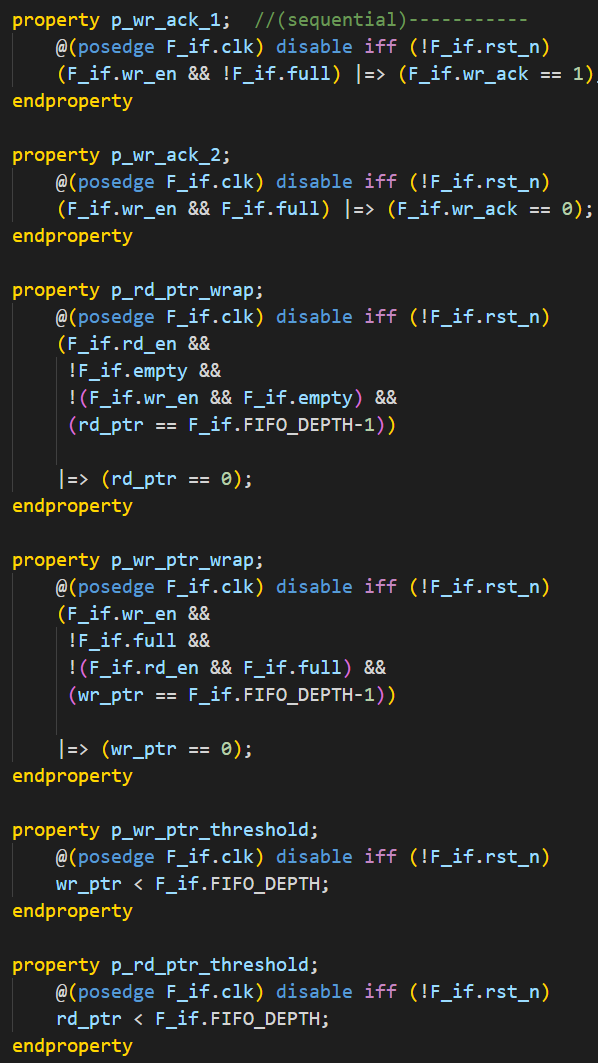 property p_wr_ack_1;  //(sequential)-----------
    @(posedge F_if.clk) disable iff (!F_if.rst_n)
    (F_if.wr_en && !F_if.full) |=> (F_if.wr_ack == 1);
endproperty

property p_wr_ack_2;
    @(posedge F_if.clk) disable iff (!F_if.rst_n)
    (F_if.wr_en && F_if.full) |=> (F_if.wr_ack == 0);
endproperty

property p_rd_ptr_wrap;
    @(posedge F_if.clk) disable iff (!F_if.rst_n)
    (F_if.rd_en &&
     !F_if.empty &&
     !(F_if.wr_en && F_if.empty) &&
     (rd_ptr == F_if.FIFO_DEPTH-1))

    |=> (rd_ptr == 0);
endproperty

property p_wr_ptr_wrap;
    @(posedge F_if.clk) disable iff (!F_if.rst_n)
    (F_if.wr_en &&
     !F_if.full &&
     !(F_if.rd_en && F_if.full) &&
     (wr_ptr == F_if.FIFO_DEPTH-1))

    |=> (wr_ptr == 0);
endproperty

property p_wr_ptr_threshold;
    @(posedge F_if.clk) disable iff (!F_if.rst_n)
    wr_ptr < F_if.FIFO_DEPTH;
endproperty

property p_rd_ptr_threshold;
    @(posedge F_if.clk) disable iff (!F_if.rst_n)
    rd_ptr < F_if.FIFO_DEPTH;
endproperty